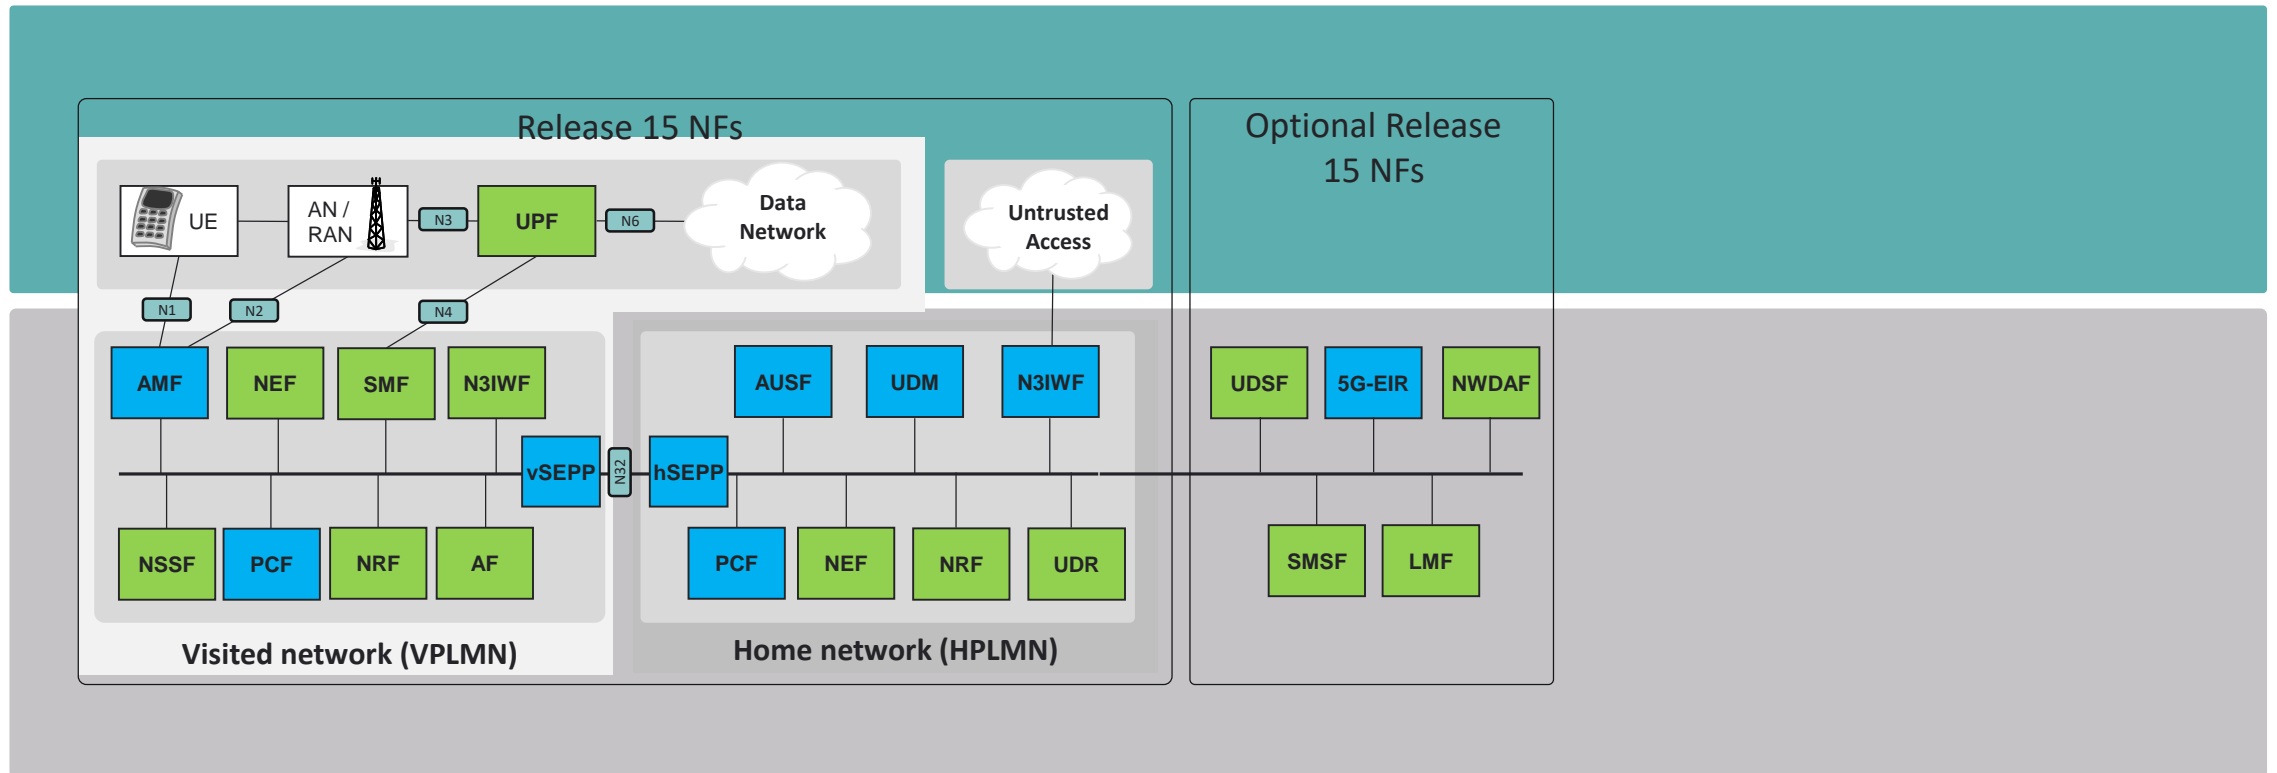 Release 15 NFs
Optional Release
15 NFs
UE
AN /
RAN
N3
UPF
N6
Data
Network
Untrusted
Access
N1
N2
N4
AMF
NEF
SMF
N3IWF
AUSF
UDM
N3IWF
UDSF
5G-EIR
NWDAF
vSEPP
N32
hSEPP
NSSF
PCF
NRF
AF
PCF
NEF
NRF
UDR
SMSF
LMF
Visited network (VPLMN)
Home network (HPLMN)